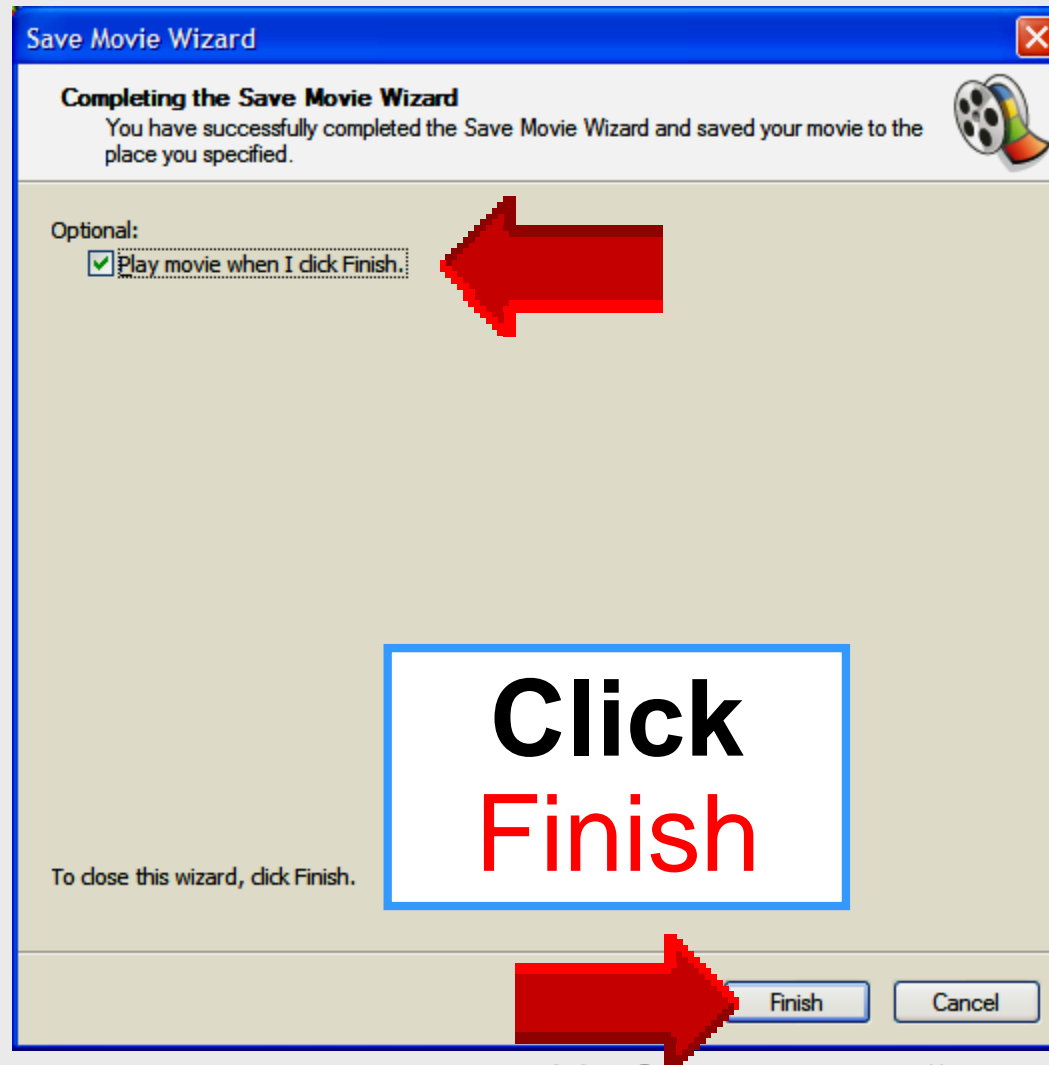 Save Movie Wizard
Completing the Save Movie Wizard
You have successfully completed the Save Movie Wizard and saved your movie to the
place you specified.
Optional:
Play movie when I click Finish.
Click
Finish
To close this wizard, click Finish.
Finish
Cancel